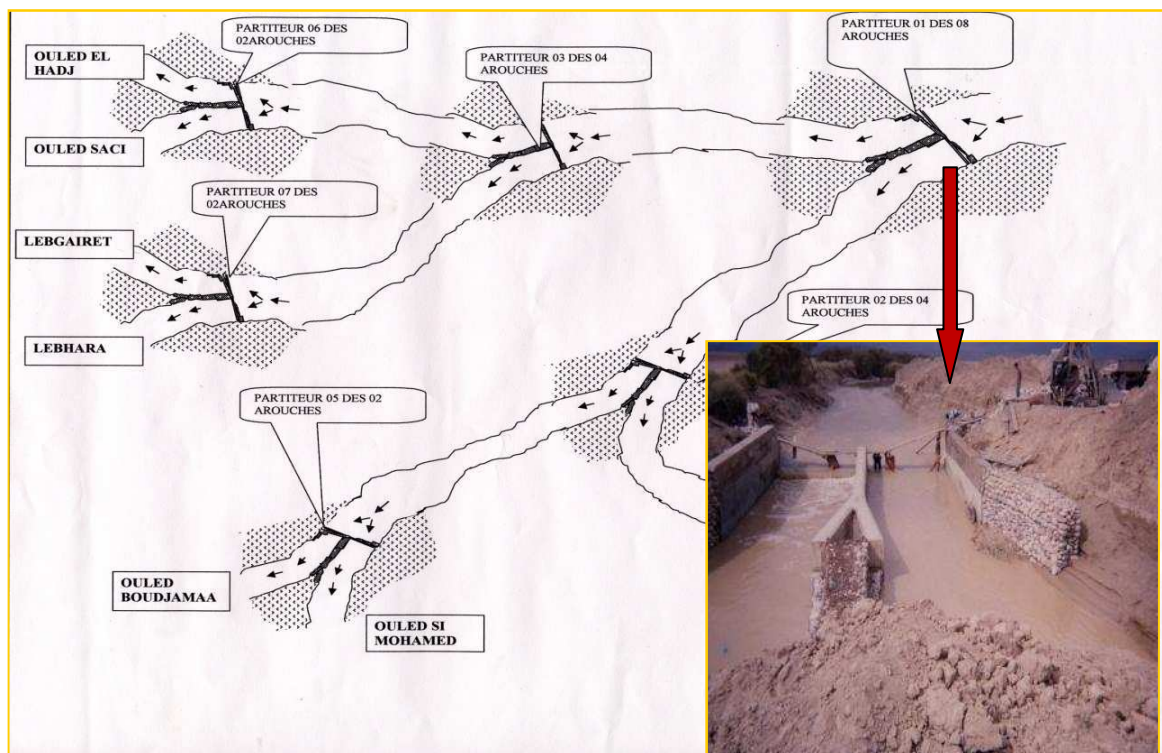 PARTITEUR 06 DES
02AROUCHES
PARTITEUR 01 DES 08
AROUCHES
OULED EL
HADJ
PARTITEUR 03 DES 04
AROUCHES
OULED SACI
PARTITEUR 07 DES
02AROUCHES
LEBGAIRET
LEBHARA
PARTITEUR 02 DES 04
AROUCHES
PARTITEUR 05 DES 02
AROUCHES
OULED
BOUDJAMAA
OULED SI
MOHAMED